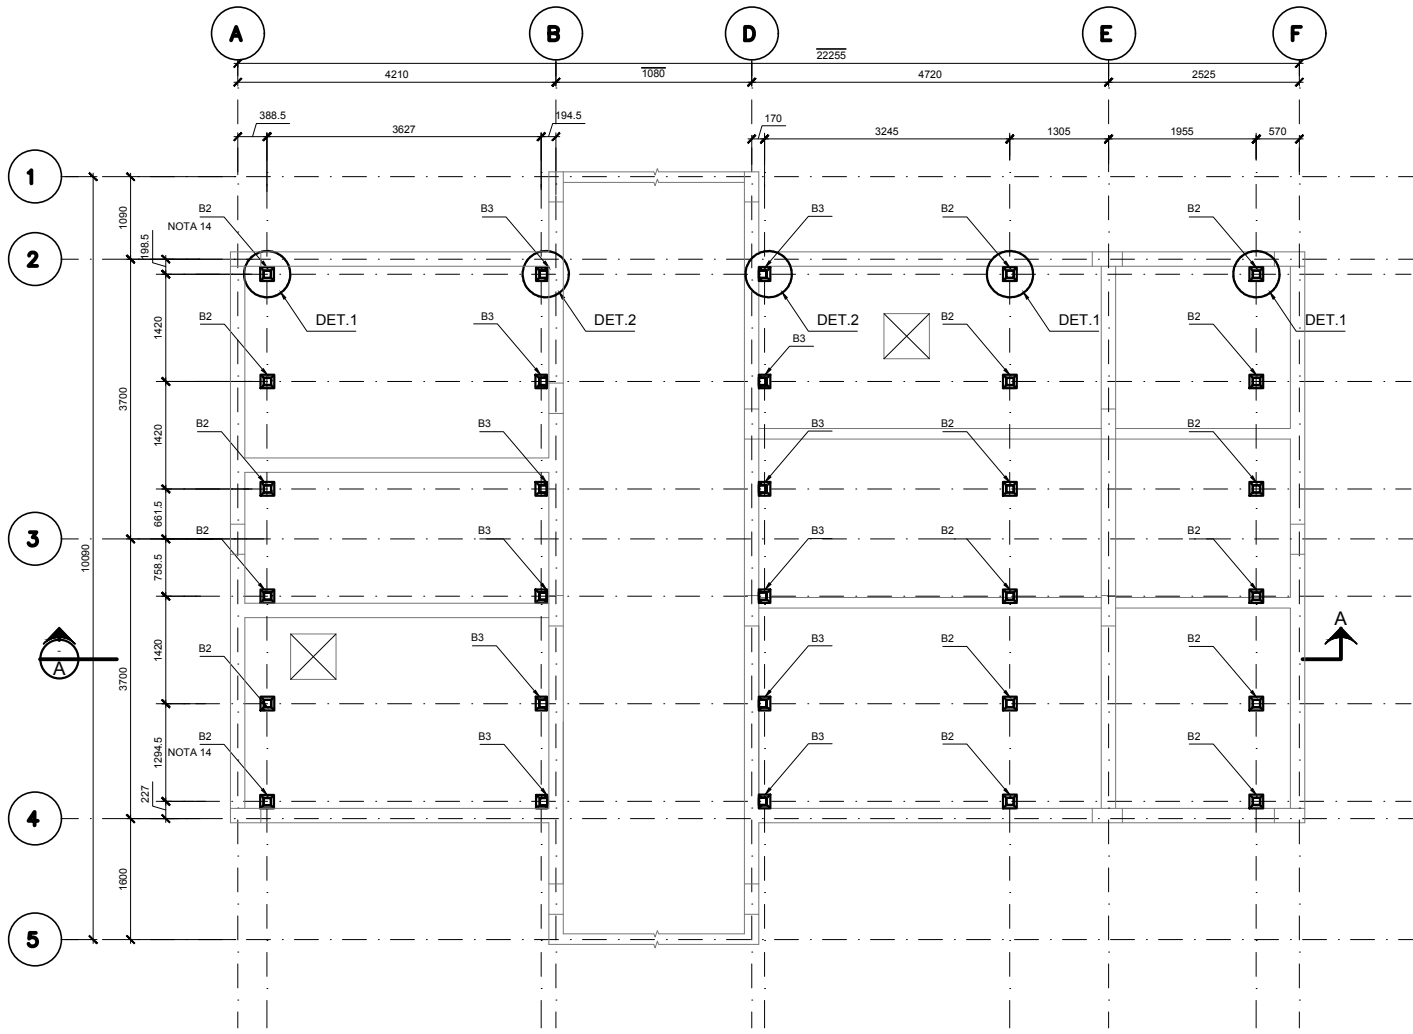 A B D E F
22255
4210 1080 4720 2525
388.5 3627 194.5 170 3245 1305 1955 570
1
1090
B2 B3 B3 B2 B2
NOTA 14
198.5
2
DET.1 DET.2 DET.2 DET.1 DET.1
1420
B2 B3 B3 B2 B2
3700
1420
B2 B3 B3 B2 B2
661.5
3
B2 B3 B3 B2 B2
10090
758.5
A
-
A
1420
B2 B3 B3 B2 B2
3700
1294.5
B2 B3 B3 B2 B2
NOTA 14
227
4
1600
5